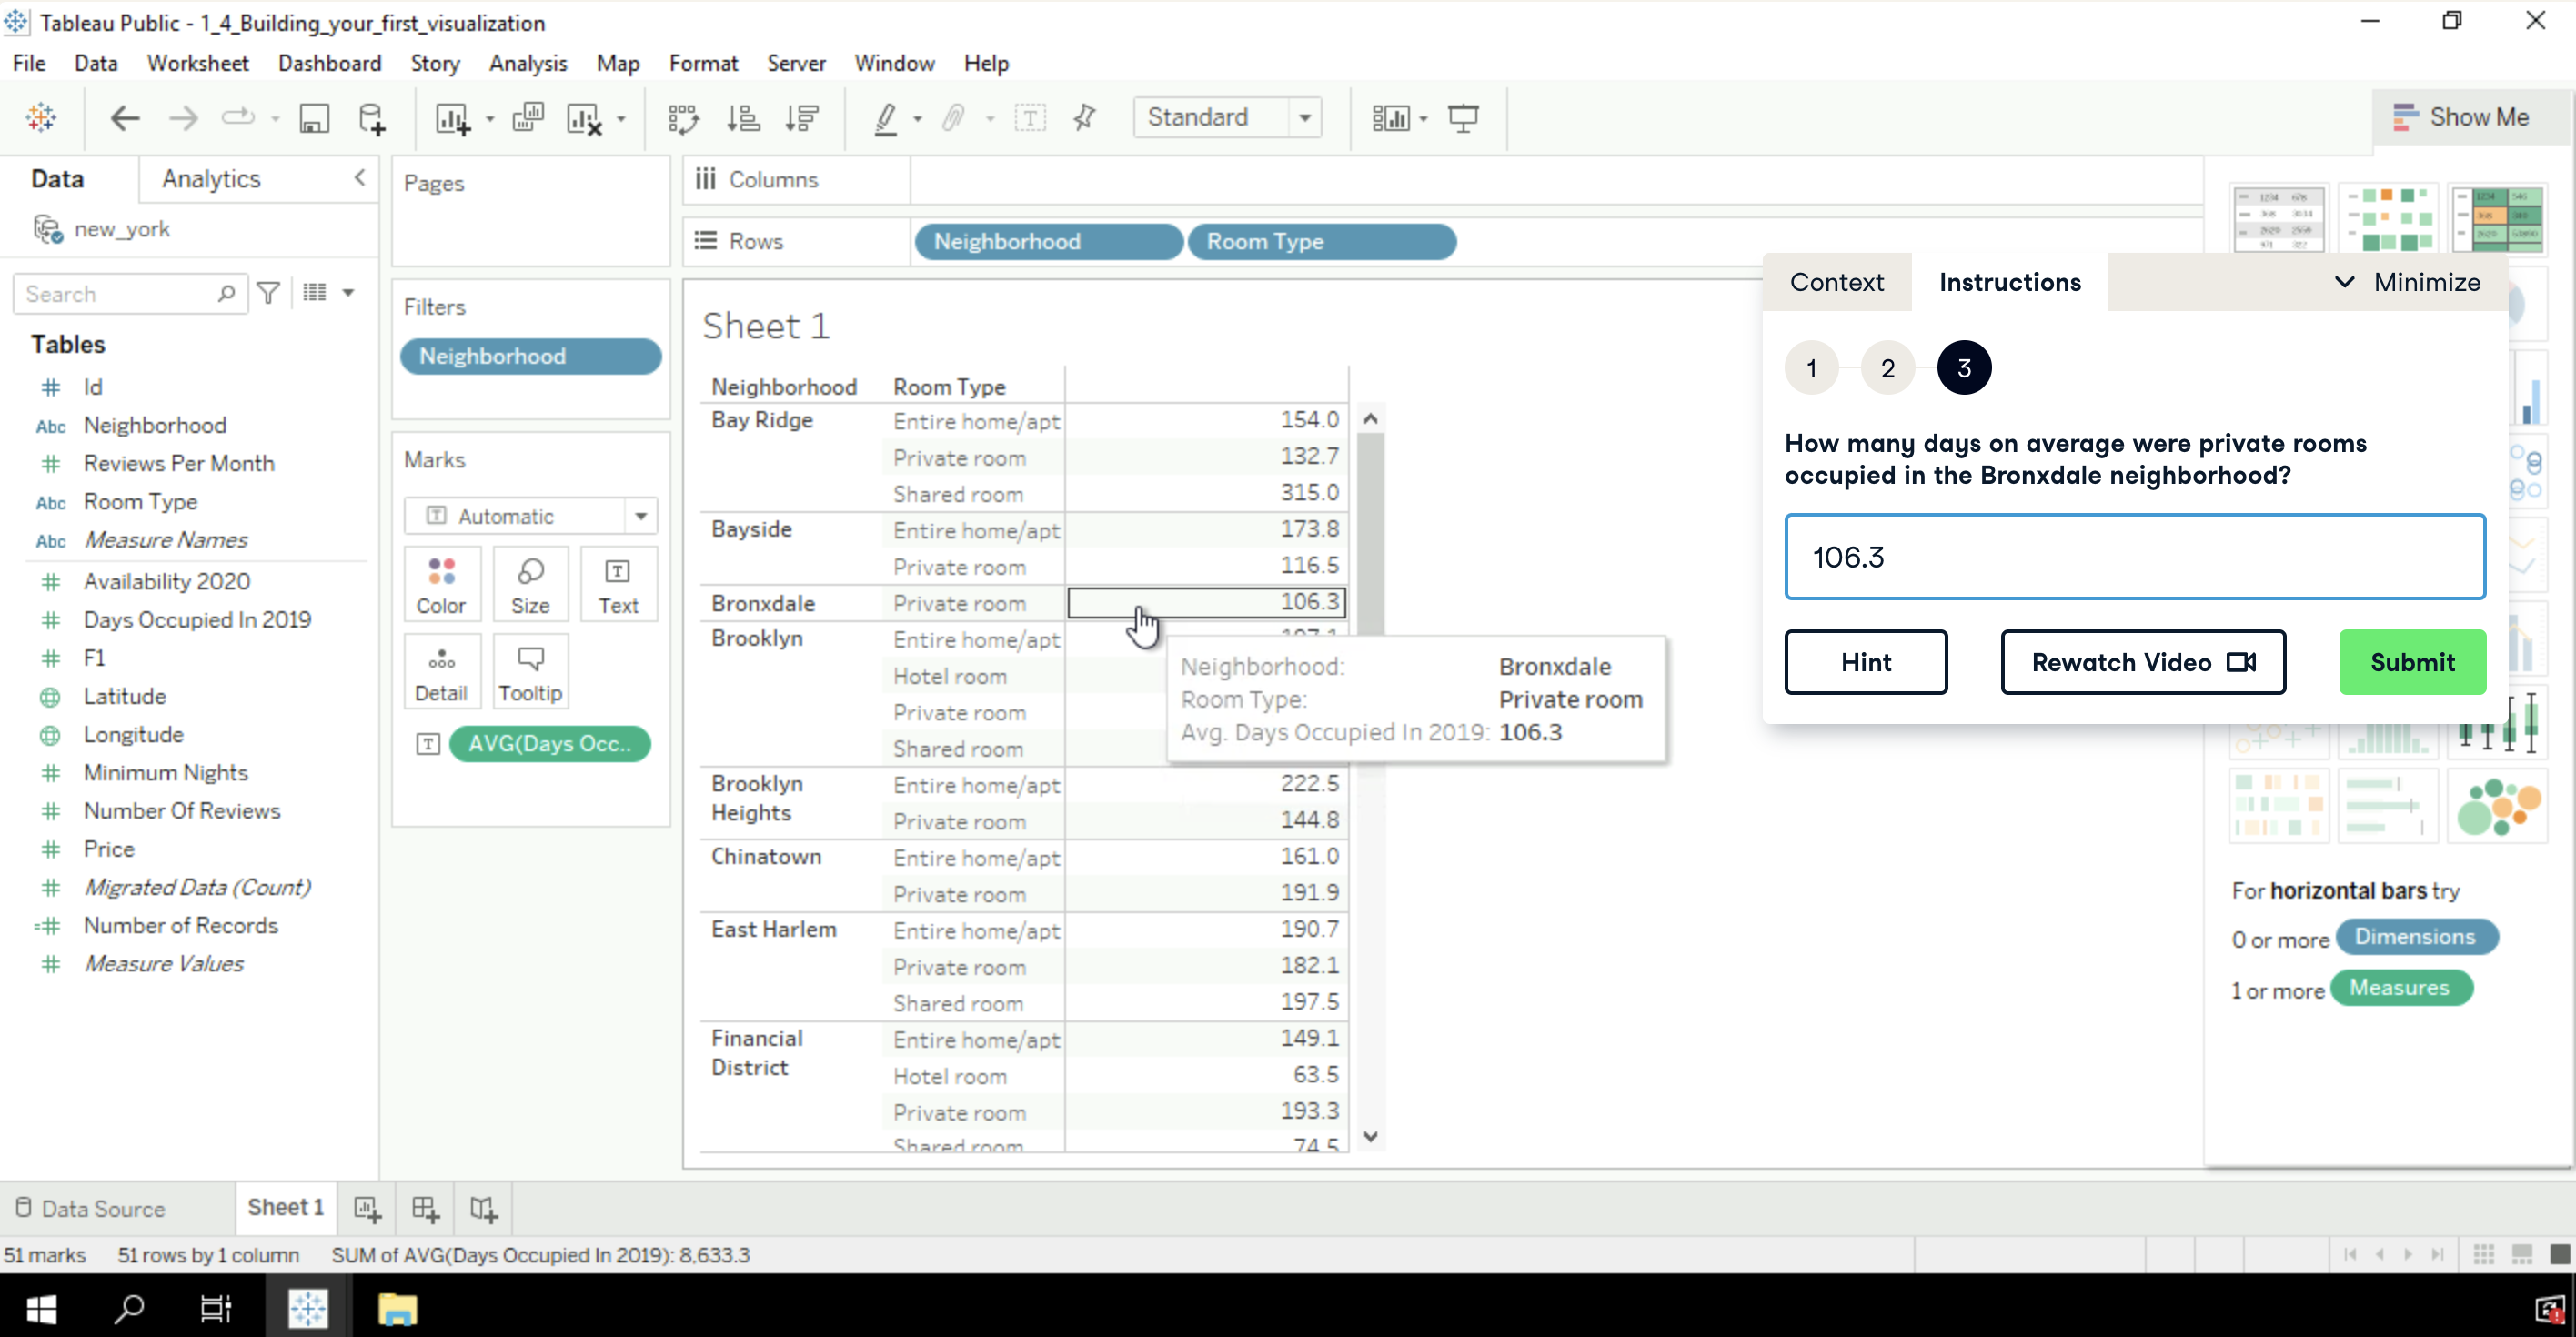 Tableau Public - 1_4_Building_your_first_visualization
File Data Worksheet Dashboard Story Analysis Map Format Server Window Help
Standard
Show Me
Data Analytics
new_york
Search
Tables
Id
Abc Neighborhood
Reviews Per Month
Abc Room Type
Abc Measure Names
Availability 2020
Days Occupied In 2019
F1
Latitude
Longitude
Minimum Nights
Number Of Reviews
Price
Migrated Data (Count)
Number of Records
Measure Values
Pages
Filters
Neighborhood
Marks
Automatic
Color Size Text
Detail Tooltip
AVG(Days Occ..
Columns
Rows Neighborhood Room Type
Sheet 1
Neighborhood Room Type
Bay Ridge Entire home/apt 154.0
Private room 132.7
Shared room 315.0
Bayside Entire home/apt 173.8
Private room 116.5
Bronxdale Private room 106.3
Brooklyn Entire home/apt
Hotel room
Private room
Shared room
Brooklyn Heights Entire home/apt 222.5
Private room 144.8
Chinatown Entire home/apt 161.0
Private room 191.9
East Harlem Entire home/apt 190.7
Private room 182.1
Shared room 197.5
Financial District Entire home/apt 149.1
Hotel room 63.5
Private room 193.3
Shared room 74.5
Neighborhood: Bronxdale
Room Type: Private room
Avg. Days Occupied In 2019: 106.3
Context Instructions Minimize
1 2 3
How many days on average were private rooms
occupied in the Bronxdale neighborhood?
106.3
Hint Rewatch Video Submit
For horizontal bars try
0 or more Dimensions
1 or more Measures
Data Source Sheet 1
51 marks 51 rows by 1 column SUM of AVG(Days Occupied In 2019): 8,633.3